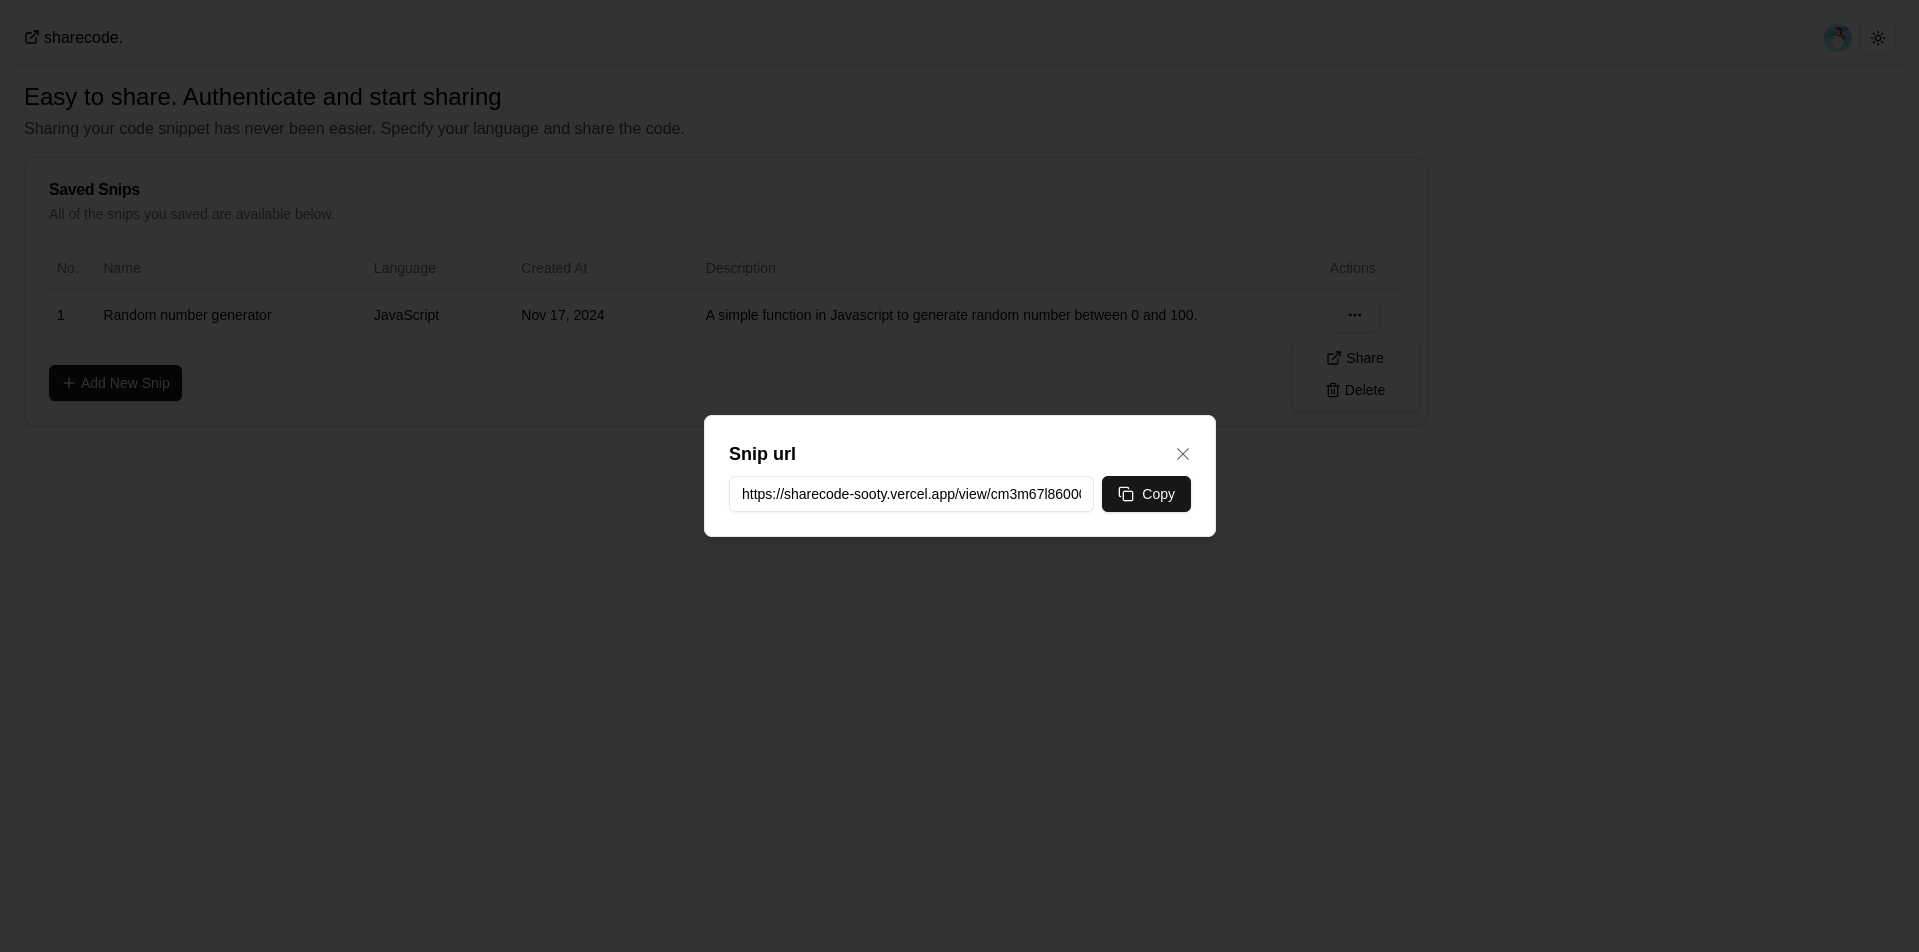 sharecode.
Easy to share. Authenticate and start sharing
Sharing your code snippet has never been easier. Specify your language and share the code.
Saved Snips
All of the snips you saved are available below.
No. Name Language Created At Description Actions
1 Random number generator JavaScript Nov 17, 2024 A simple function in Javascript to generate random number between 0 and 100. ...
Share
Add New Snip
Delete
Snip url
https://sharecode-sooty.vercel.app/view/cm3m67l8600 Copy